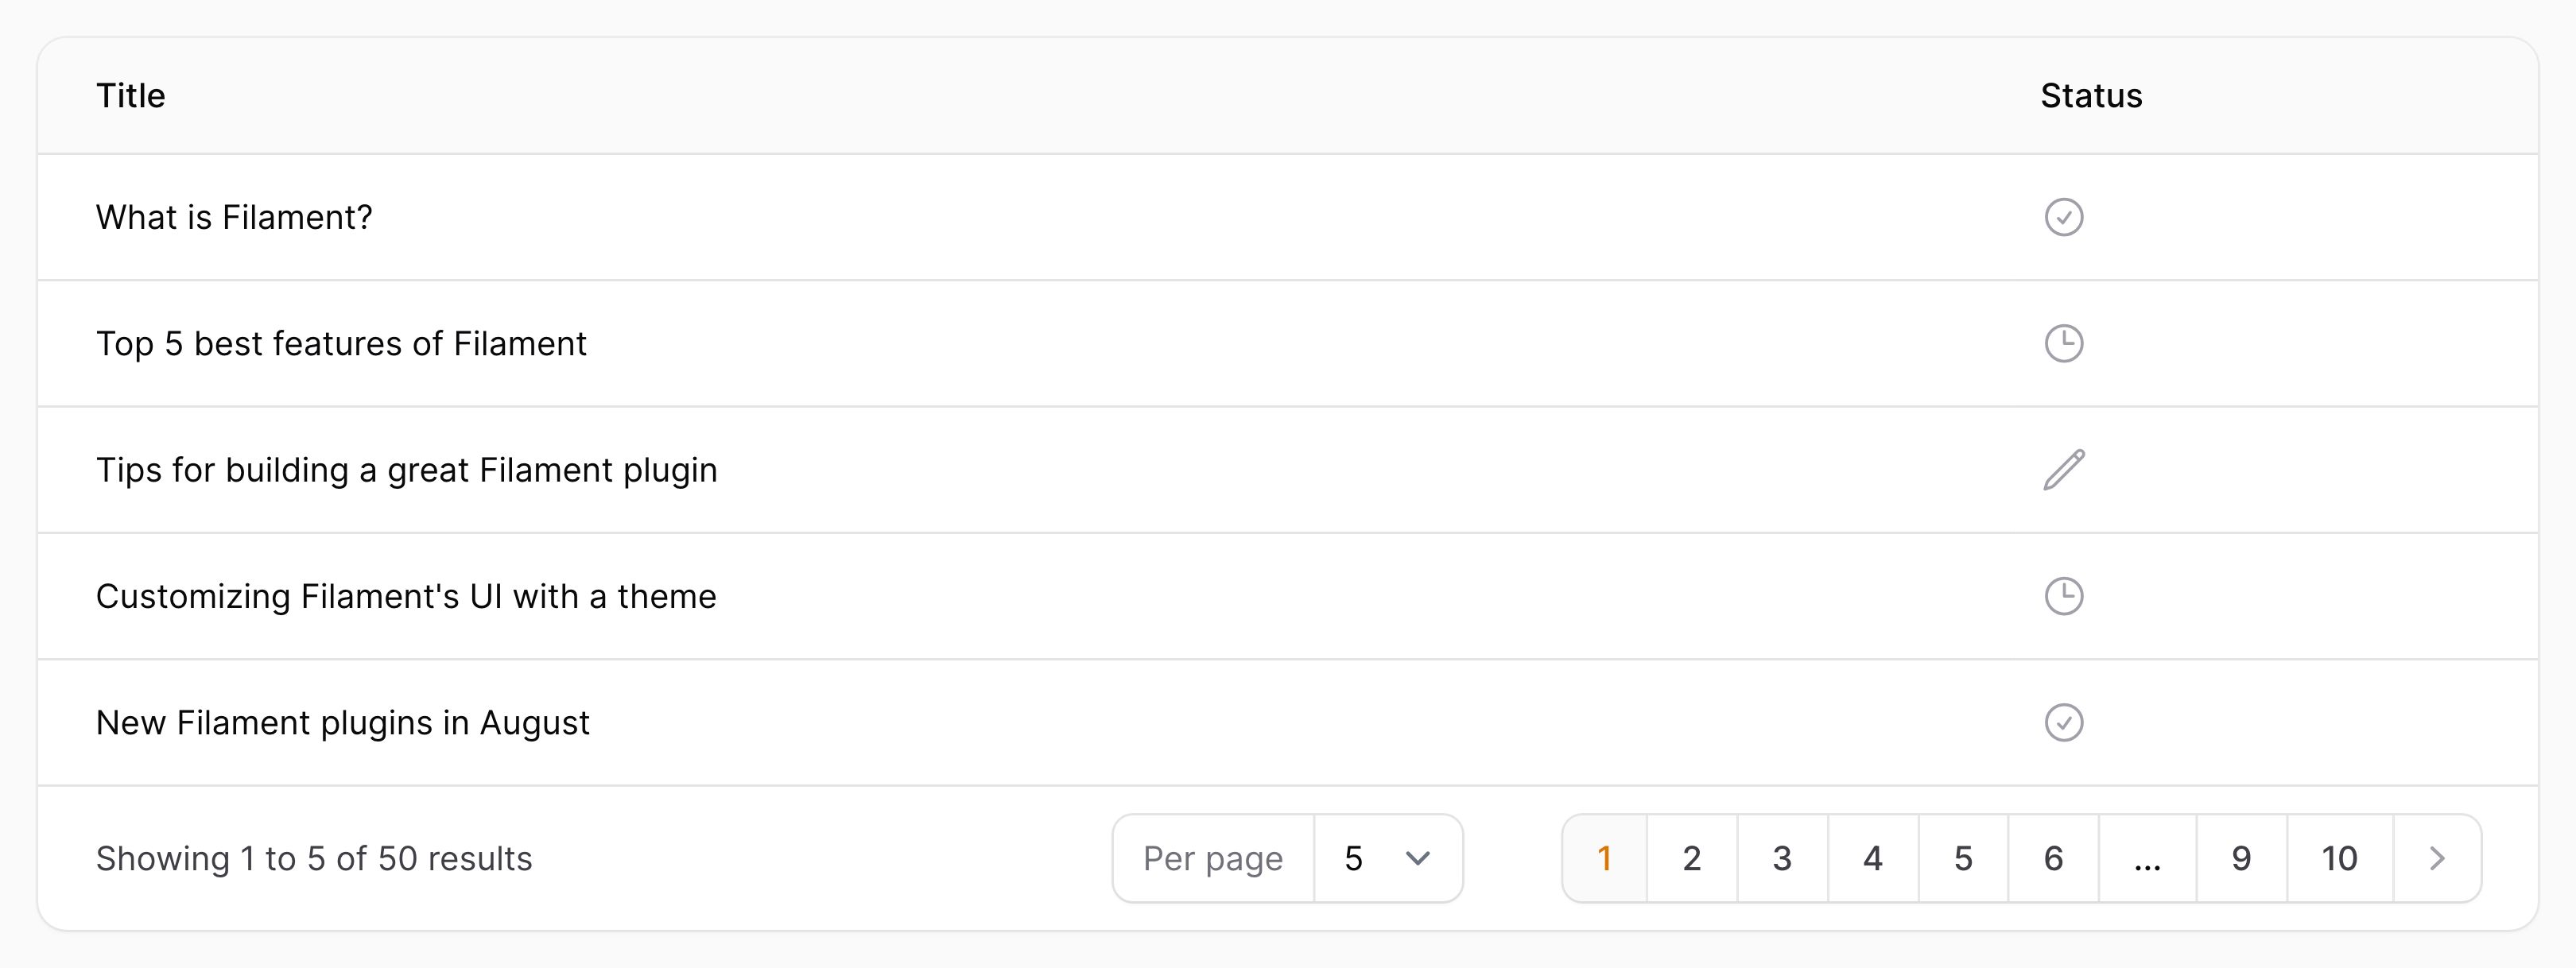 Title Status
What is Filament?
Top 5 best features of Filament
Tips for building a great Filament plugin
Customizing Filament's UI with a theme
New Filament plugins in August
Showing 1 to 5 of 50 results Per page 5 1 2 3 4 5 6 ... 9 10